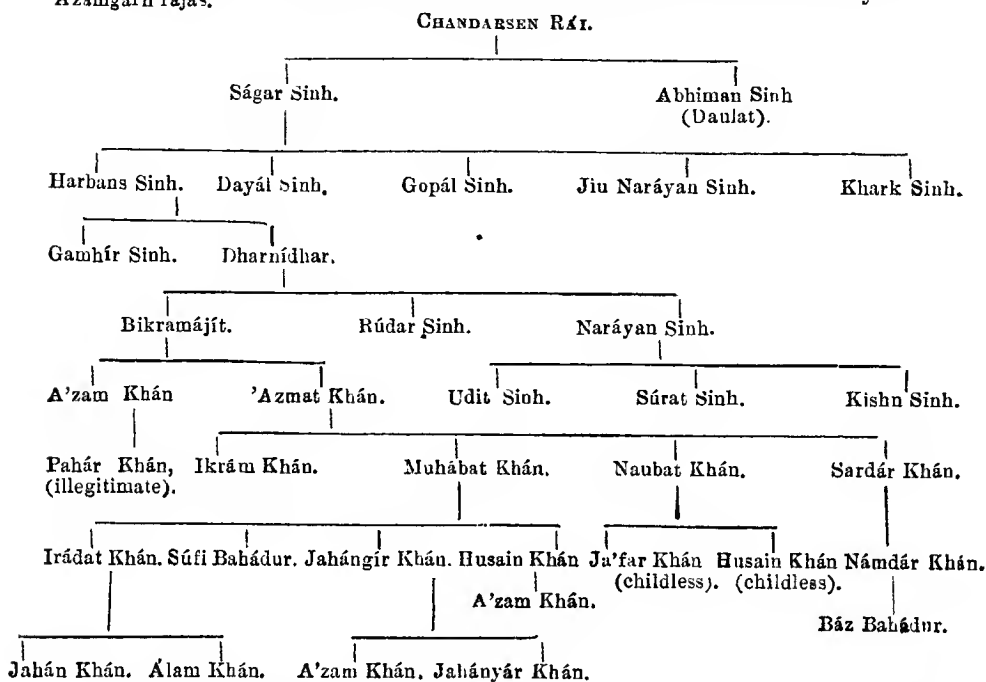 Azamgarh rájas.
CHANDARSEN RÁI.
Ságar Sinh. Abhiman Sinh
(Daulat).
Harbans Sinh. Dayál Sinh. Gopál Sinh. Jiu Naráyan Sinh. Khark Sinh.
Gamhír Sinh. Dharnídhar.
Bikramájít. Rúdar Sinh. Naráyan Sinh.
A'zam Khán 'Azmat Khán. Udit Sinh. Súrat Sinh. Kishn Sinh.
Pahár Khán, Ikrám Khán. Muhábat Khán. Naubat Khán. Sardár Khán.
(illegitimate).
Irádat Khán. Súfi Bahádur. Jahángír Khán. Husain Khán Ja'far Khán Husain Khán Námdár Khán.
(childless). (childless).
A'zam Khán.
Báz Bahádur.
Jahán Khán. Álam Khán. A'zam Khán, Jahányár Khán.